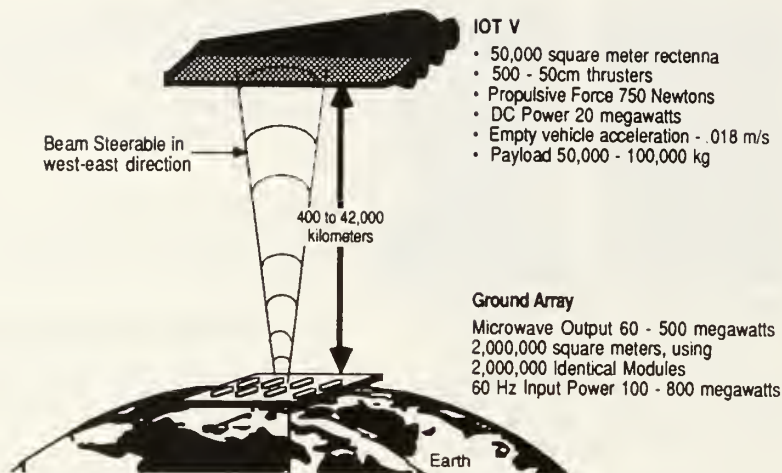 IOT V
• 50,000 square meter rectenna
• 500 - 50cm thrusters
• Propulsive Force 750 Newtons
• DC Power 20 megawatts
• Empty vehicle acceleration - .018 m/s
• Payload 50,000 - 100,000 kg
Beam Steerable in
west-east direction
400 to 42,000
kilometers
Ground Array
Microwave Output 60 - 500 megawatts
2,000,000 square meters, using
2,000,000 Identical Modules
60 Hz Input Power 100 - 800 megawatts
Earth